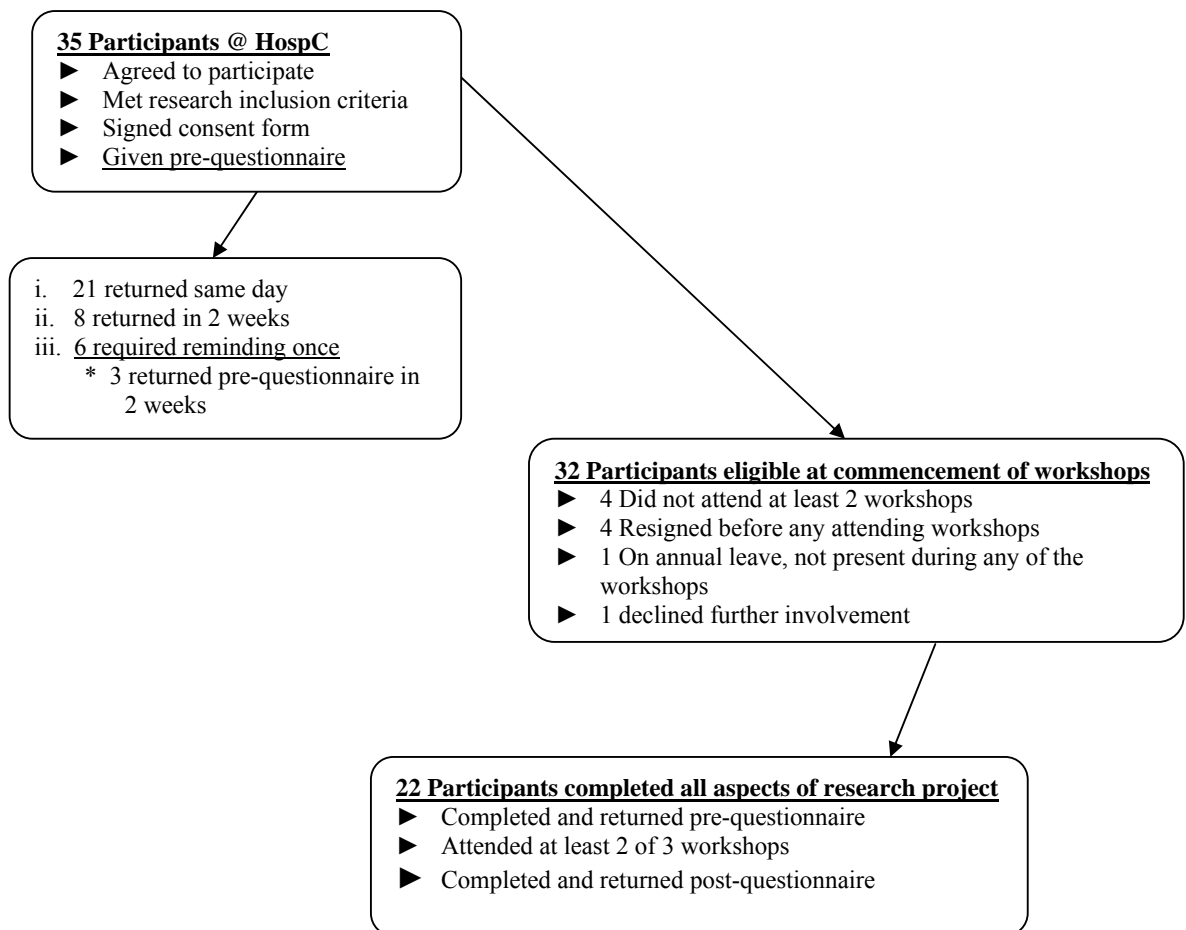 35 Participants @ HospC
► Agreed to participate
► Met research inclusion criteria
► Signed consent form
► Given pre-questionnaire
i. 21 returned same day
ii. 8 returned in 2 weeks
iii. 6 required reminding once
* 3 returned pre-questionnaire in
2 weeks
32 Participants eligible at commencement of workshops
► 4 Did not attend at least 2 workshops
► 4 Resigned before any attending workshops
► 1 On annual leave, not present during any of the
workshops
► 1 declined further involvement
22 Participants completed all aspects of research project
► Completed and returned pre-questionnaire
► Attended at least 2 of 3 workshops
► Completed and returned post-questionnaire